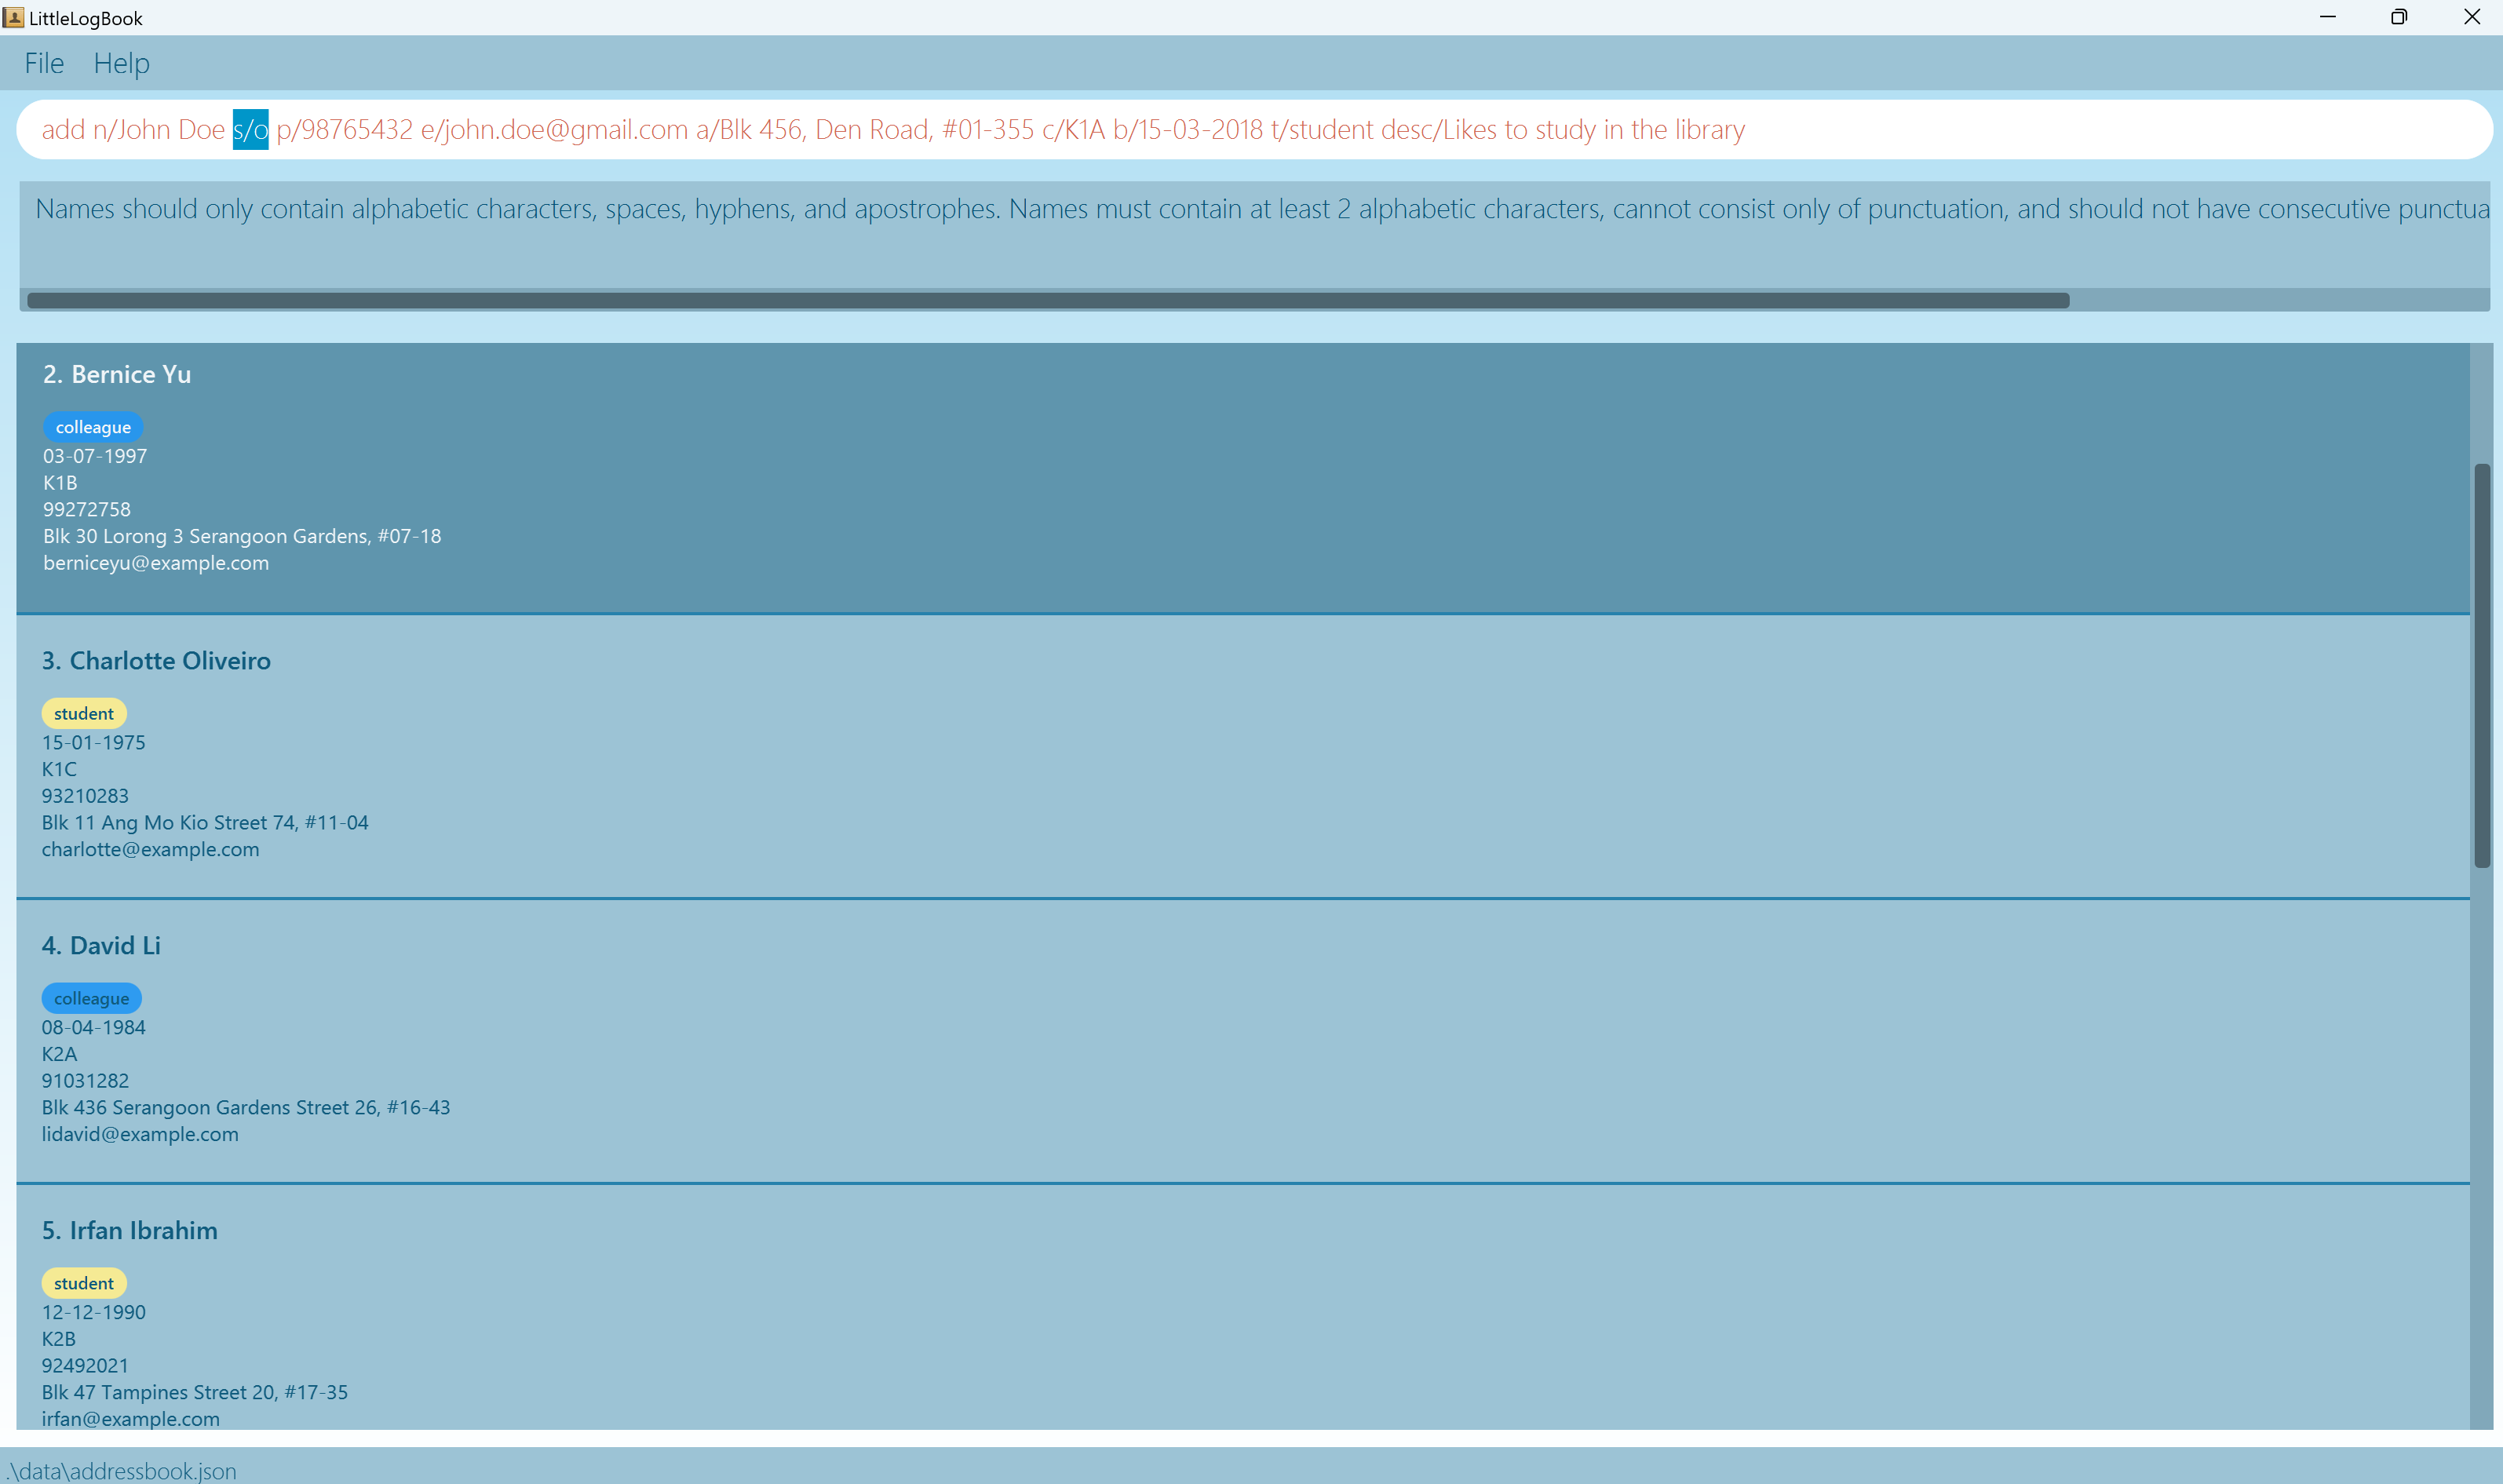 LittleLogBook
File Help
add n/John Doe s/o p/98765432 e/john.doe@gmail.com a/Blk 456, Den Road, #01-355 c/K1A b/15-03-2018 t/student desc/Likes to study in the library
Names should only contain alphabetic characters, spaces, hyphens, and apostrophes. Names must contain at least 2 alphabetic characters, cannot consist only of punctuation, and should not have consecutive punctua
2. Bernice Yu
colleague
03-07-1997
K1B
99272758
Blk 30 Lorong 3 Serangoon Gardens, #07-18
berniceyu@example.com
3. Charlotte Oliveiro
student
15-01-1975
K1C
93210283
Blk 11 Ang Mo Kio Street 74, #11-04
charlotte@example.com
4. David Li
colleague
08-04-1984
K2A
91031282
Blk 436 Serangoon Gardens Street 26, #16-43
lidavid@example.com
5. Irfan Ibrahim
student
12-12-1990
K2B
92492021
Blk 47 Tampines Street 20, #17-35
irfan@example.com
.\data\addressbook.json